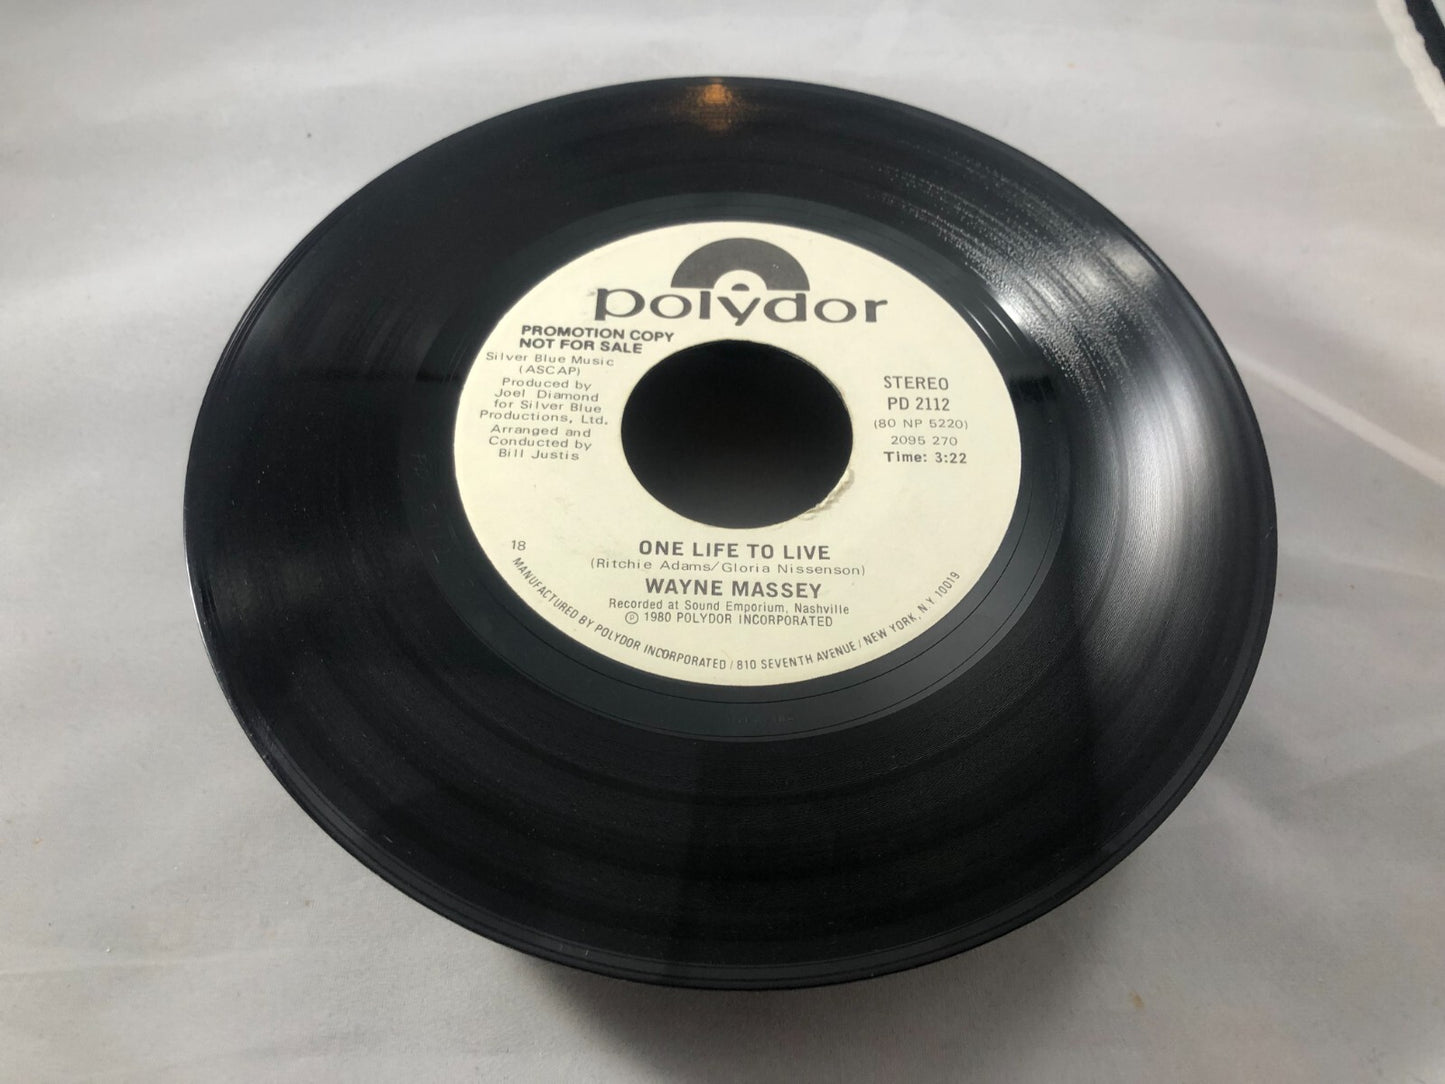 polydor
PROMOTION COPY
NOT FOR SALE
Silver Blue Music
(ASCAP)
Produced by
Joel Diamond
for Silver Blue
Productions, Ltd.
Arranged and
Conducted by
Bill Justis
STEREO
PD 2112
(80 NP 5220)
2095 270
Time: 3:22
18
ONE LIFE TO LIVE
(Ritchie Adams/Gloria Nissenson)
WAYNE MASSEY
Recorded at Sound Emporium, Nashville
Ⓟ 1980 POLYDOR INCORPORATED
MANUFACTURED BY POLYDOR INCORPORATED / 810 SEVENTH AVENUE / NEW YORK, N.Y. 10019